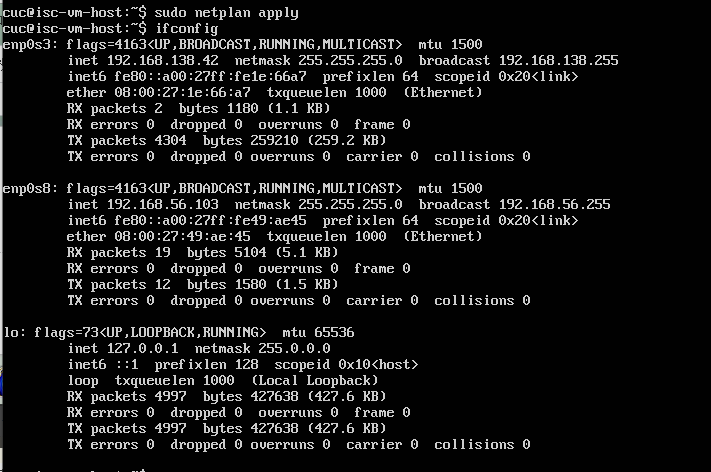 cuc@isc-vm-host:~$ sudo netplan apply
cuc@isc-vm-host:~$ ifconfig
enp0s3: flags=4163<UP,BROADCAST,RUNNING,MULTICAST>  mtu 1500
        inet 192.168.138.42  netmask 255.255.255.0  broadcast 192.168.138.255
        inet6 fe80::a00:27ff:fe1e:66a7  prefixlen 64  scopeid 0x20<link>
        ether 08:00:27:1e:66:a7  txqueuelen 1000  (Ethernet)
        RX packets 2  bytes 1180 (1.1 KB)
        RX errors 0  dropped 0  overruns 0  frame 0
        TX packets 4304  bytes 259210 (259.2 KB)
        TX errors 0  dropped 0 overruns 0  carrier 0  collisions 0

enp0s8: flags=4163<UP,BROADCAST,RUNNING,MULTICAST>  mtu 1500
        inet 192.168.56.103  netmask 255.255.255.0  broadcast 192.168.56.255
        inet6 fe80::a00:27ff:fe49:ae45  prefixlen 64  scopeid 0x20<link>
        ether 08:00:27:49:ae:45  txqueuelen 1000  (Ethernet)
        RX packets 19  bytes 5104 (5.1 KB)
        RX errors 0  dropped 0  overruns 0  frame 0
        TX packets 12  bytes 1580 (1.5 KB)
        TX errors 0  dropped 0 overruns 0  carrier 0  collisions 0

lo: flags=73<UP,LOOPBACK,RUNNING>  mtu 65536
        inet 127.0.0.1  netmask 255.0.0.0
        inet6 ::1  prefixlen 128  scopeid 0x10<host>
        loop  txqueuelen 1000  (Local Loopback)
        RX packets 4997  bytes 427638 (427.6 KB)
        RX errors 0  dropped 0  overruns 0  frame 0
        TX packets 4997  bytes 427638 (427.6 KB)
        TX errors 0  dropped 0 overruns 0  carrier 0  collisions 0

cuc@isc-vm-host:~$